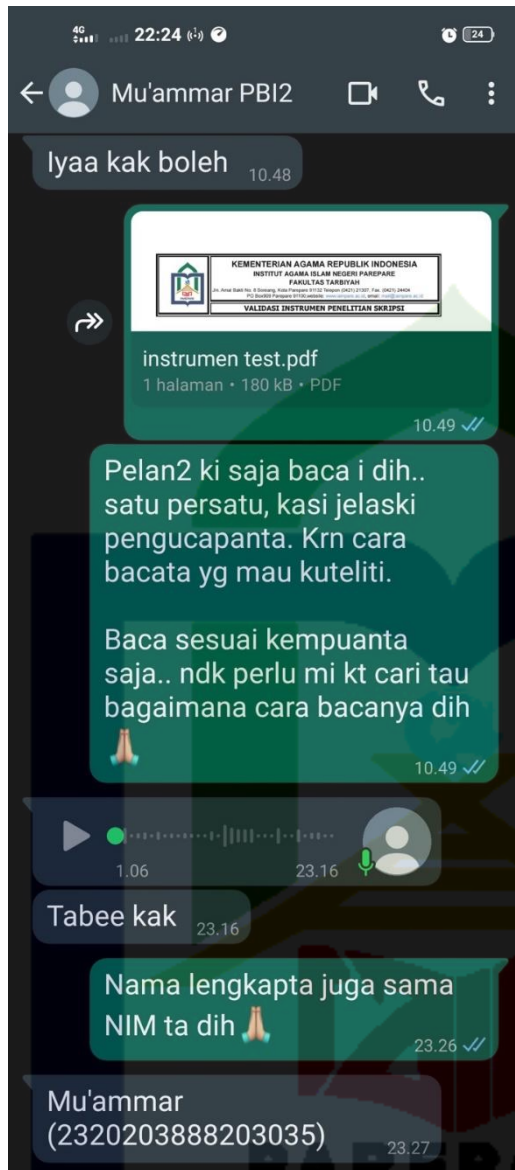 4G 22:24 24
Mu'ammar PBI2
Iyaa kak boleh 10.48
KEMENTERIAN AGAMA REPUBLIK INDONESIA
INSTITUT AGAMA ISLAM NEGERI PAREPARE
FAKULTAS TARBIYAH
VALIDASI INSTRUMEN PENELITIAN SKRIPSI
instrumen test.pdf
1 halaman • 180 kB • PDF
10.49
Pelan2 ki saja baca i dih..
satu persatu, kasi jelaski
pengucapanta. Krn cara
bacata yg mau kuteliti.
Baca sesuai kempuanta
saja.. ndk perlu mi kt cari tau
bagaimana cara bacanya dih
🙏🏼
10.49
1.06 23.16
Tabee kak 23.16
Nama lengkapta juga sama
NIM ta dih 🙏🏼
23.26
Mu'ammar
(2320203888203035) 23.27